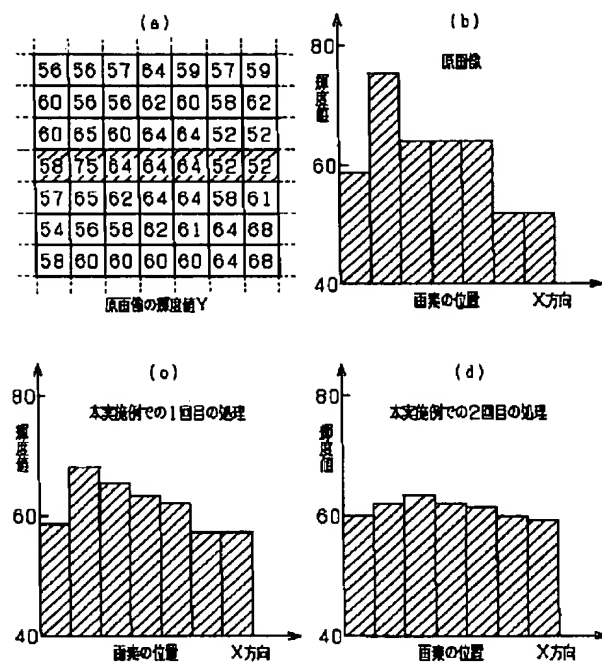 (a)
56 56 57 64 59 57 59
60 56 56 62 60 58 62
60 65 60 64 64 52 52
58 75 64 64 64 52 52
57 65 62 64 64 58 61
54 56 58 62 61 64 68
58 60 60 60 60 64 68
原画像の輝度値Y
(b)
80
原画像
輝度値
60
40
画素の位置 X方向
(c)
80
本実施例での1回目の処理
輝度値
60
40
画素の位置 X方向
(d)
80
本実施例での2回目の処理
輝度値
60
40
画素の位置 X方向